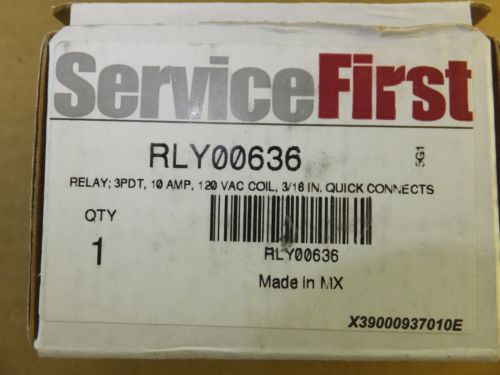 ServiceFirst
RLY00636
5G1
RELAY; 3PDT, 10 AMP, 120 VAC COIL, 3/16 IN. QUICK CONNECTS
QTY
1
RLY00636
Made in MX
X39000937010E